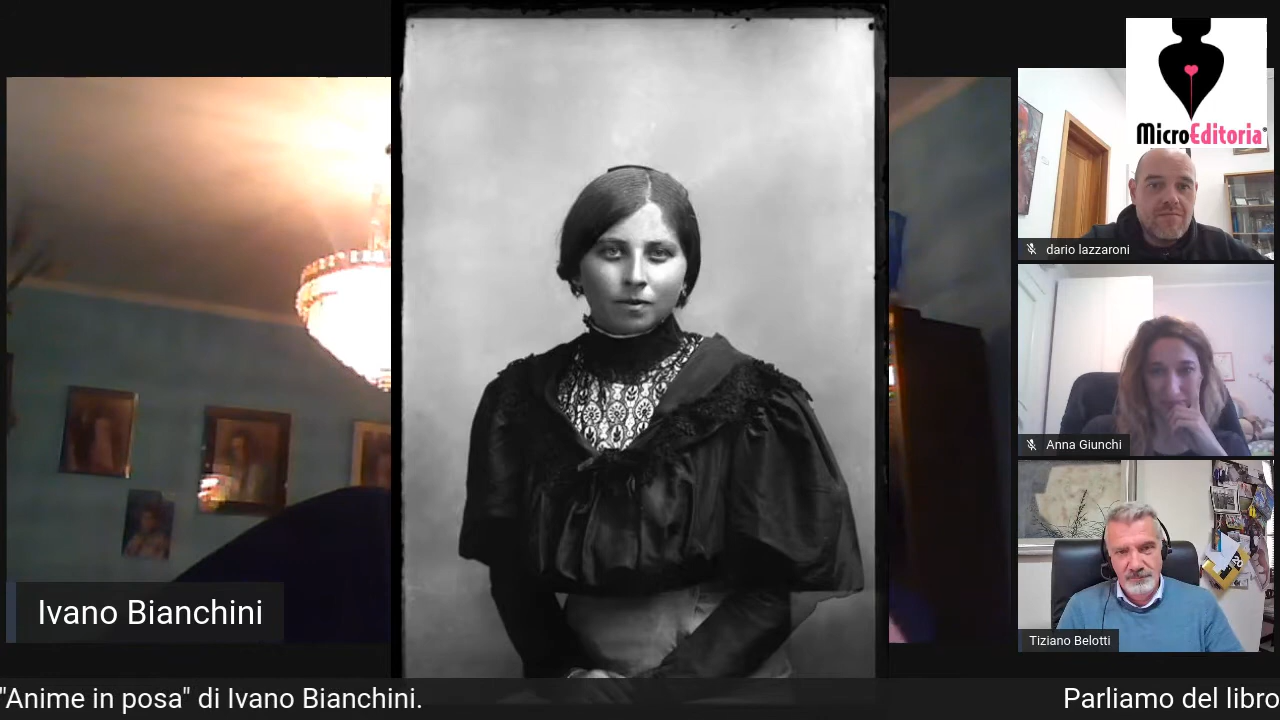 MicroEditoria
dario lazzaroni
Anna Giunchi
Tiziano Belotti
Ivano Bianchini
"Anime in posa" di Ivano Bianchini.
Parliamo del libro